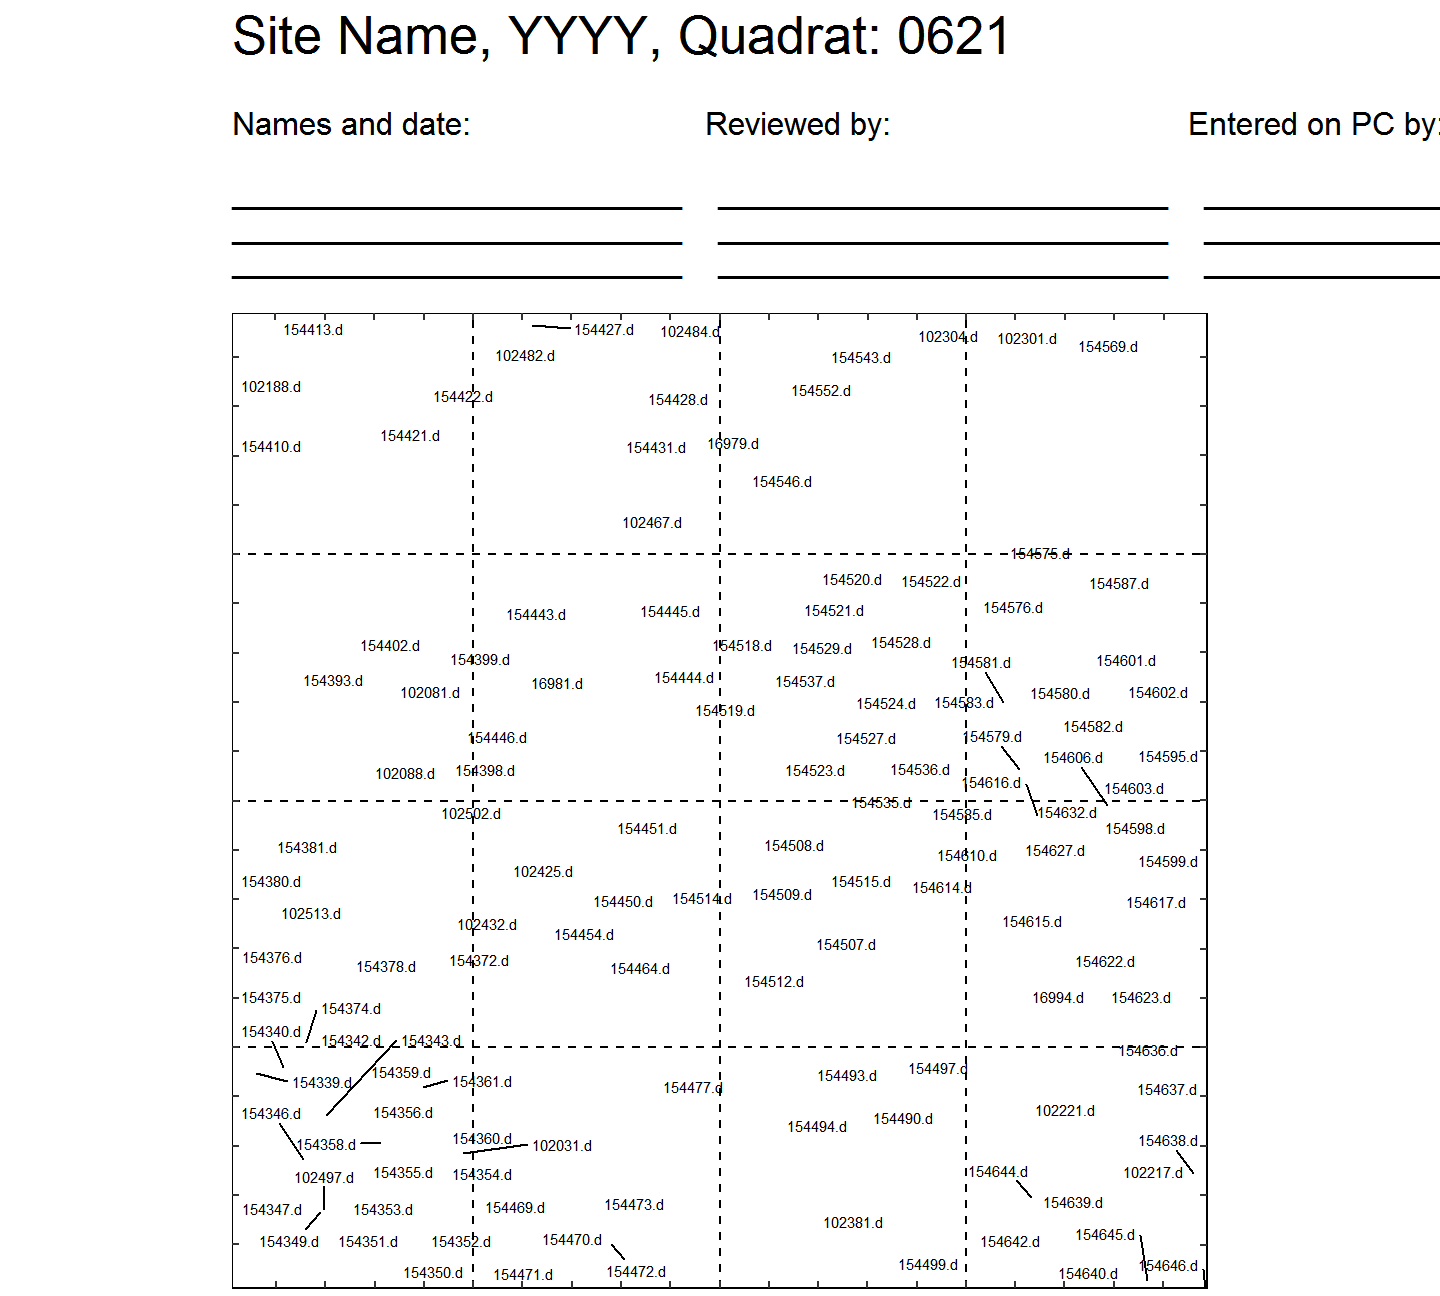 Site Name, YYYY, Quadrat: 0621
Names and date:
Reviewed by:
Entered on PC by:
154413.d
154427.d
102484.d
102304.d
102301.d
154569.d
102482.d
154543.d
102188.d
154422.d
154428.d
154552.d
154421.d
154410.d
154431.d
16979.d
154546.d
102467.d
154575.d
154520.d
154522.d
154587.d
154443.d
154445.d
154521.d
154576.d
154402.d
154399.d
154518.d
154529.d
154528.d
154581.d
154601.d
154393.d
102081.d
16981.d
154444.d
154537.d
154580.d
154602.d
154519.d
154524.d
154583.d
154446.d
154527.d
154579.d
154582.d
102088.d
154398.d
154523.d
154536.d
154606.d
154595.d
154616.d
154603.d
154535.d
102502.d
154585.d
154632.d
154451.d
154598.d
154381.d
154508.d
154610.d
154627.d
154599.d
154380.d
102425.d
154515.d
154614.d
154450.d
154514.d
154509.d
154617.d
102513.d
102432.d
154454.d
154615.d
154507.d
154376.d
154378.d
154372.d
154464.d
154622.d
154512.d
154375.d
154374.d
16994.d
154623.d
154340.d
154342.d
154343.d
154636.d
154339.d
154359.d
154361.d
154477.d
154493.d
154497.d
154637.d
154346.d
154356.d
154494.d
154490.d
102221.d
154358.d
154360.d
102031.d
154638.d
102497.d
154355.d
154354.d
154644.d
102217.d
154347.d
154353.d
154469.d
154473.d
154639.d
102381.d
154349.d
154351.d
154352.d
154470.d
154642.d
154645.d
154350.d
154471.d
154472.d
154499.d
154640.d
154646.d